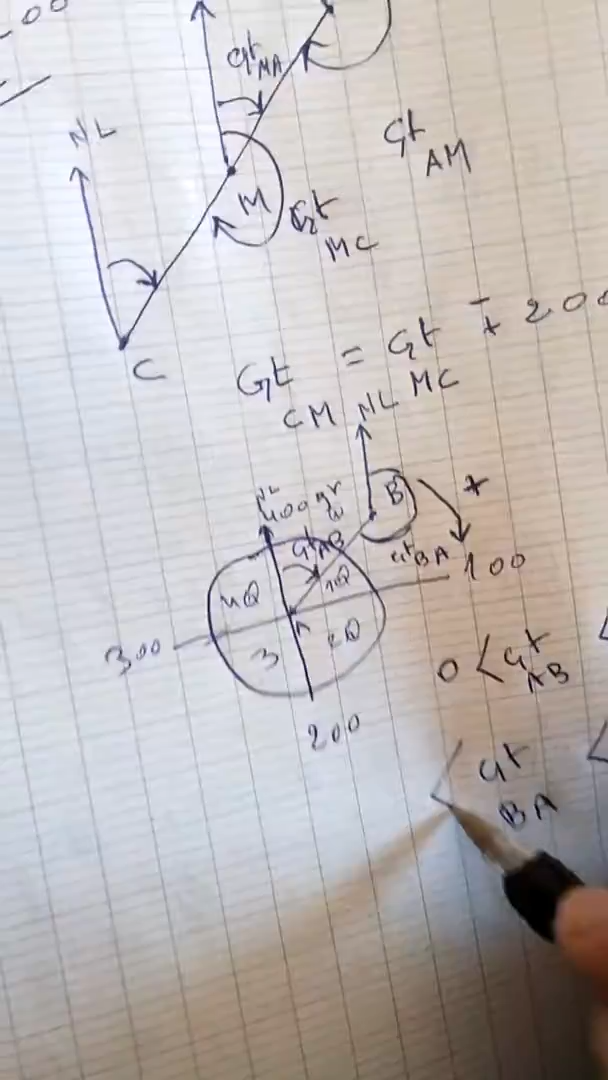 00
Gt MA
NL
Gt AM
M
Gt MC
C
Gt CM = Gt MC ± 200
NL
NL
400gr
B
+
Gt AB
Gt BA
100
4Q
1Q
A
300
3
2Q
0 < Gt AB <
200
< Gt BA <